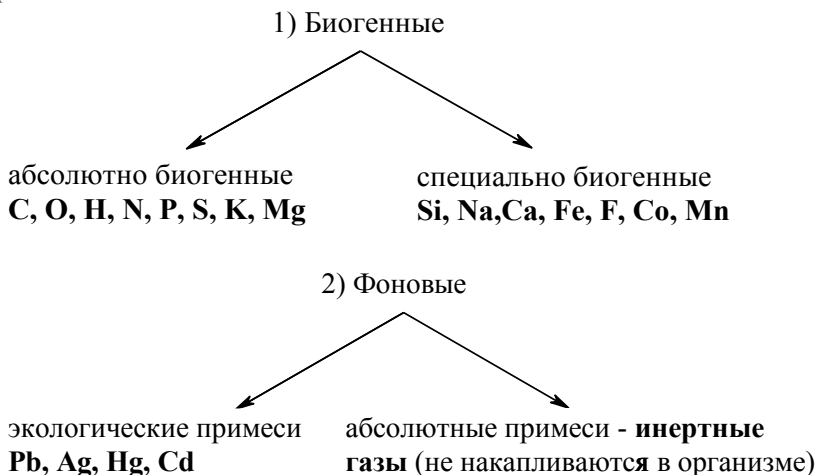 1) Биогенные
абсолютно биогенные
C, O, H, N, P, S, K, Mg
специально биогенные
Si, Na,Ca, Fe, F, Co, Mn
2) Фоновые
экологические примеси
Pb, Ag, Hg, Cd
абсолютные примеси - инертные
газы (не накапливаются в организме)